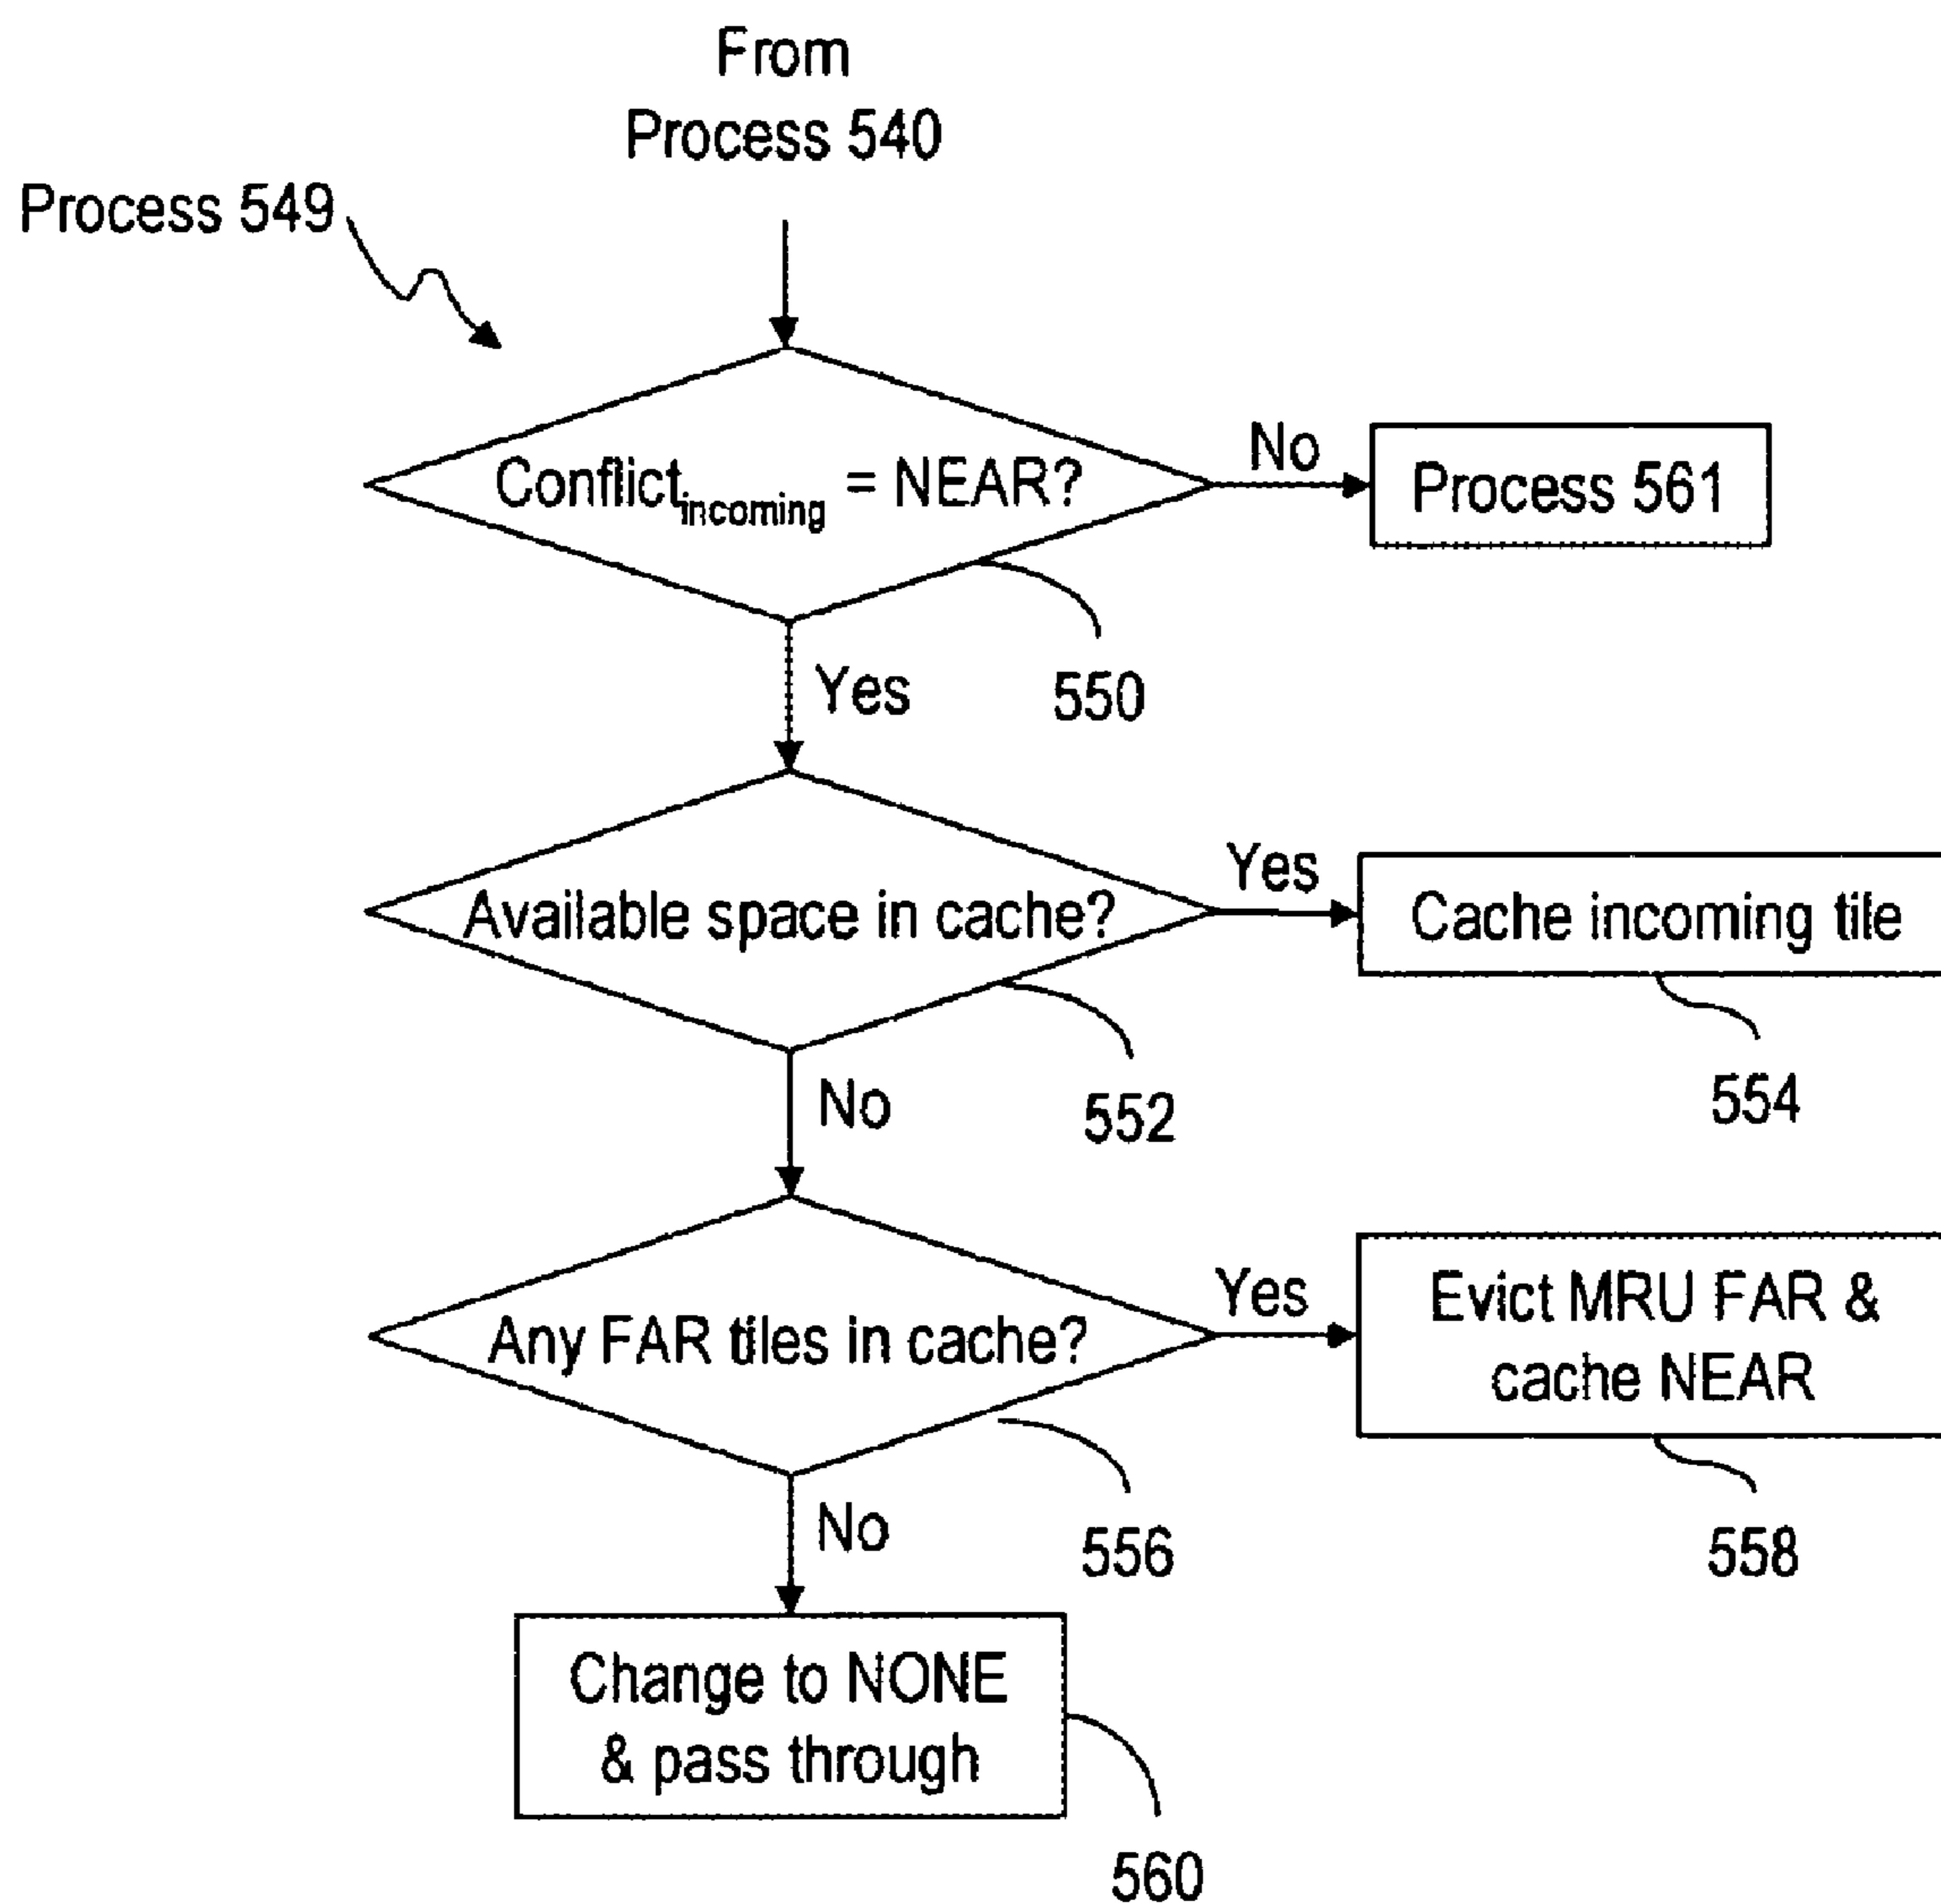 From
Process 540
Process 549
Conflictincoming = NEAR?
No
Process 561
Yes
550
Available space in cache?
Yes
Cache incoming tile
No
552
554
Any FAR tiles in cache?
Yes
Evict MRU FAR &
cache NEAR
No
556
558
Change to NONE
& pass through
560